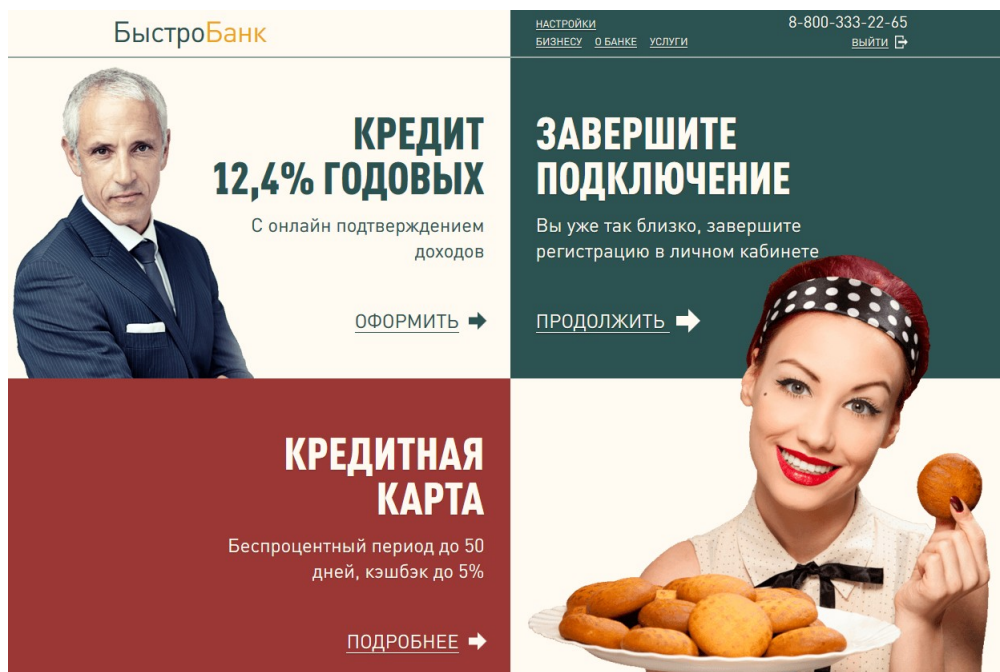 БыстроБанк
НАСТРОЙКИ
БИЗНЕСУ О БАНКЕ УСЛУГИ
8-800-333-22-65
ВЫЙТИ
КРЕДИТ
12,4% ГОДОВЫХ
С онлайн подтверждением
доходов
ОФОРМИТЬ
ЗАВЕРШИТЕ
ПОДКЛЮЧЕНИЕ
Вы уже так близко, завершите
регистрацию в личном кабинете
ПРОДОЛЖИТЬ
КРЕДИТНАЯ
КАРТА
Беспроцентный период до 50
дней, кэшбэк до 5%
ПОДРОБНЕЕ